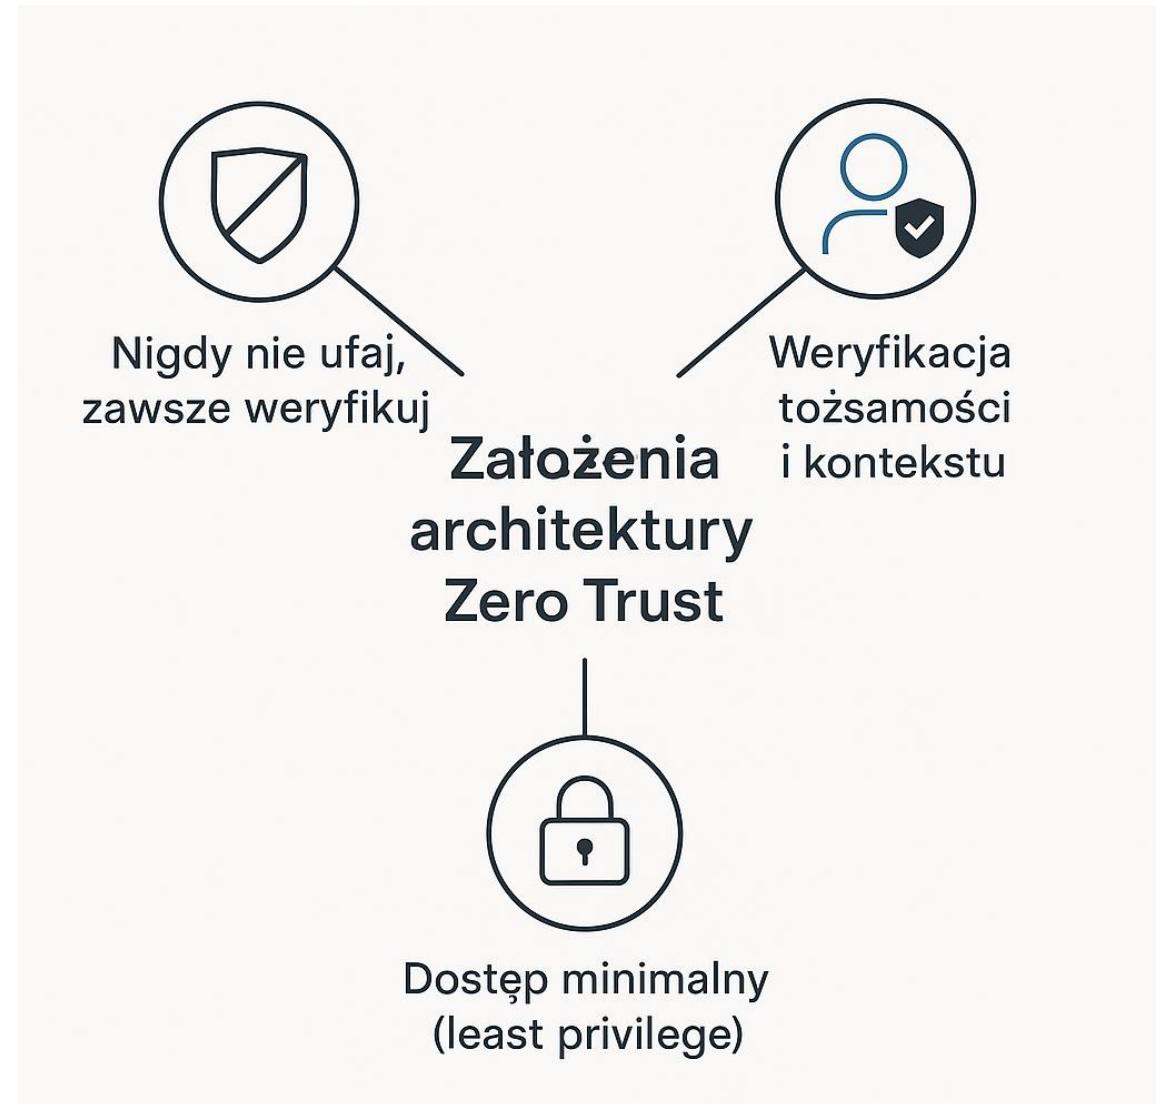 Nigdy nie ufaj,
zawsze weryfikuj
Weryfikacja
tożsamości
i kontekstu
Założenia
architektury
Zero Trust
Dostęp minimalny
(least privilege)